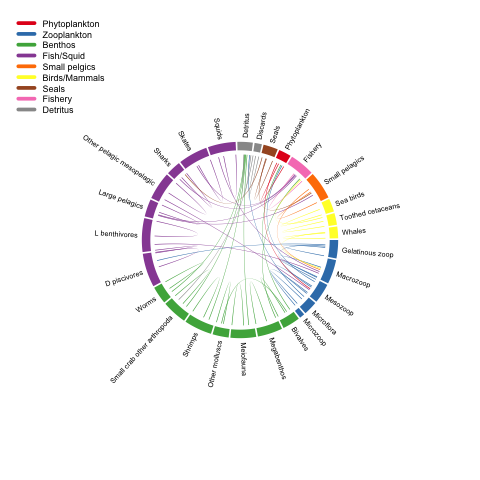 Phytoplankton
Zooplankton
Benthos
Fish/Squid
Small pelgics
Birds/Mammals
Seals
Fishery
Detritus
Detritus
Discards
Seals
Phytoplankton
Fishery
Small pelagics
Sea birds
Toothed cetaceans
Whales
Gelatinous zoop
Macrozoop
Mesozoop
Microflora
Microzoop
Bivalves
Megabenthos
Meiofauna
Other molluscs
Shrimps
Small crab other arthropoda
Worms
D piscivores
L benthivores
Large pelagics
Other pelagic mesopelagic
Sharks
Skates
Squids